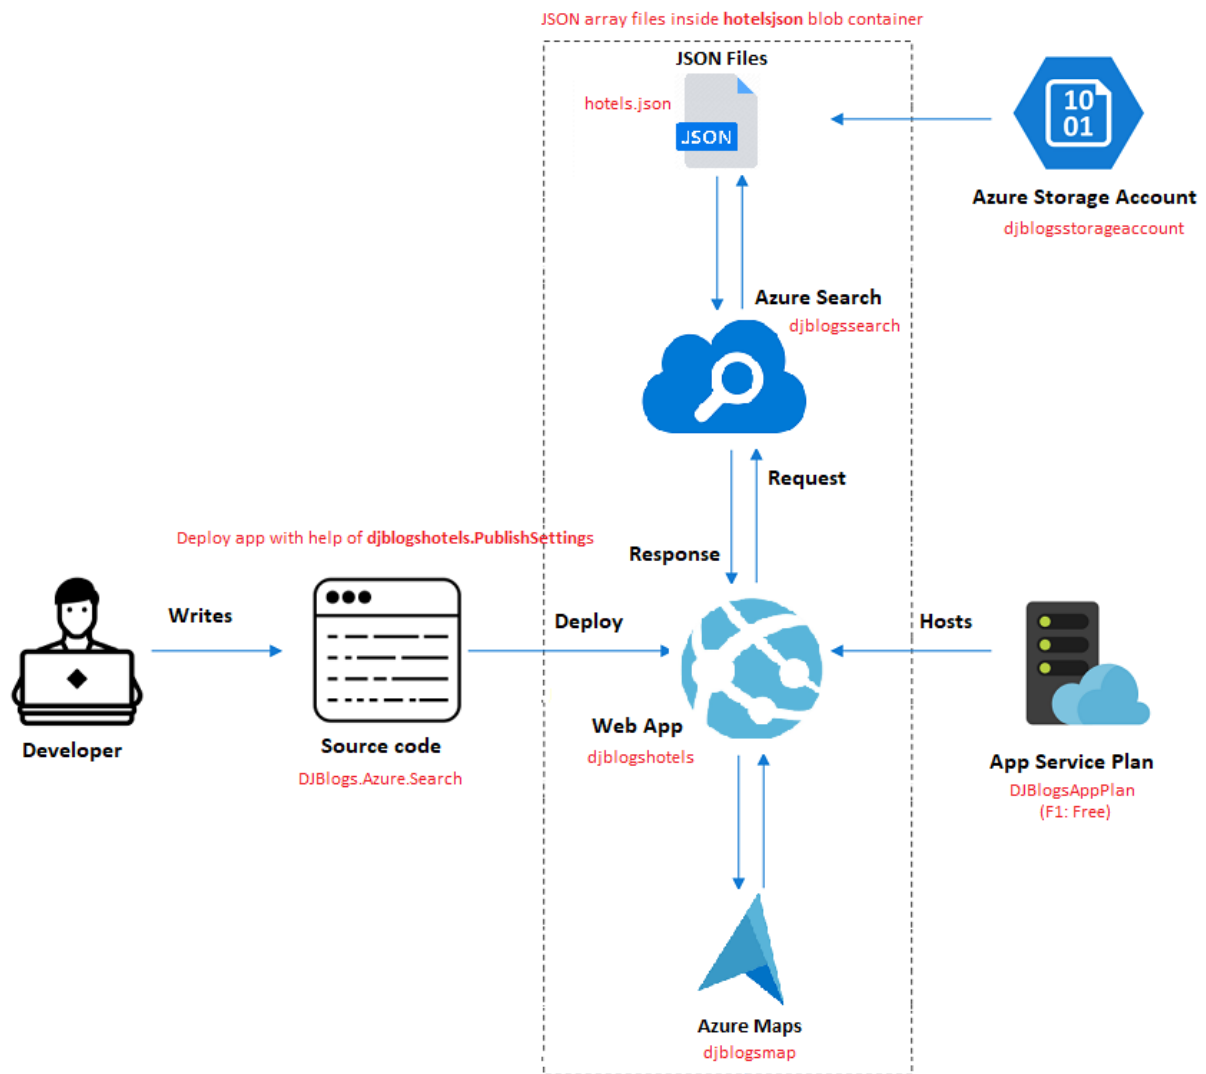 JSON array files inside hotelsjson blob container
JSON Files
hotels.json
JSON
10
01
Azure Storage Account
djblogsstorageaccount
Azure Search
djblogssearch
Request
Response
Deploy app with help of djblogshotels.PublishSettings
Writes
Deploy
Hosts
Developer
Source code
DJBlogs.Azure.Search
Web App
djblogshotels
App Service Plan
DJBlogsAppPlan
(F1: Free)
Azure Maps
djblogsmap